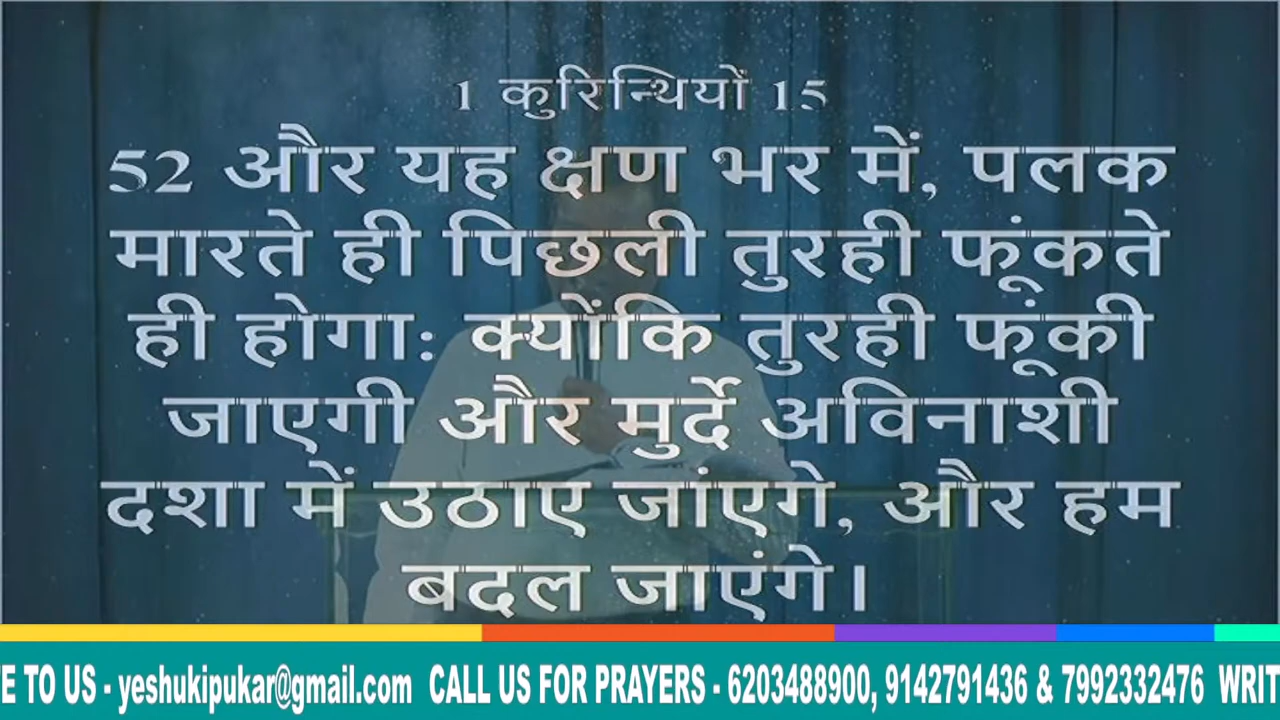 1 कुरिन्थियों 15
52 और यह क्षण भर में, पलक
मारते ही पिछली तुरही फूंकते
ही होगा: क्योंकि तुरही फूंकी
जाएगी और मुर्दे अविनाशी
दशा में उठाए जांएगे, और हम
बदल जाएंगे।
E TO US - yeshukipukar@gmail.com CALL US FOR PRAYERS - 6203488900, 9142791436 & 7992332476 WRIT